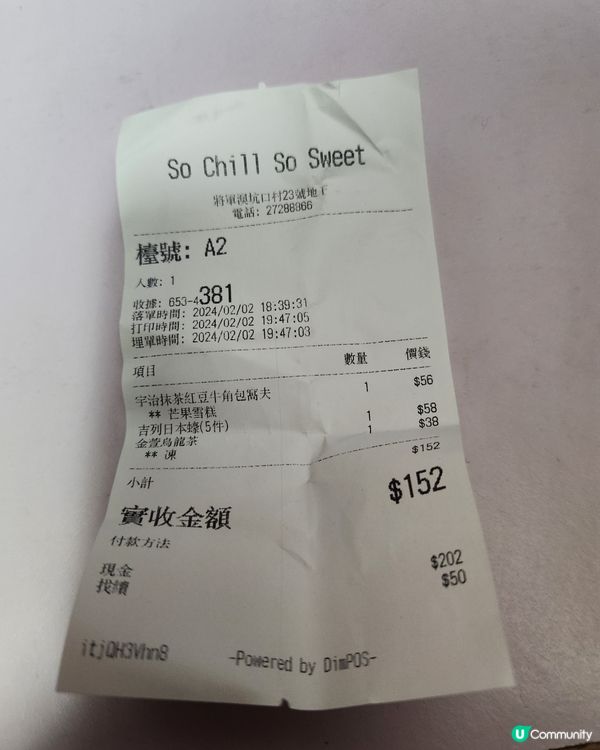 So Chill So Sweet
將軍澳坑口村23號地下
電話: 27288866
檯號: A2
人數: 1
收據: 653-4381
落單時間: 2024/02/02 18:39:31
打印時間: 2024/02/02 19:47:05
埋單時間: 2024/02/02 19:47:03
項目 數量 價錢
宇治抹茶紅豆牛角包窩夫 1 $56
** 芒果雪糕
吉列日本蠔(5件) 1 $58
金萱烏龍茶 1 $38
** 凍
小計 $152
實收金額 $152
付款方法
現金 $202
找續 $50
itjQH3Vhn8 -Powered by DimPOS-
U Community